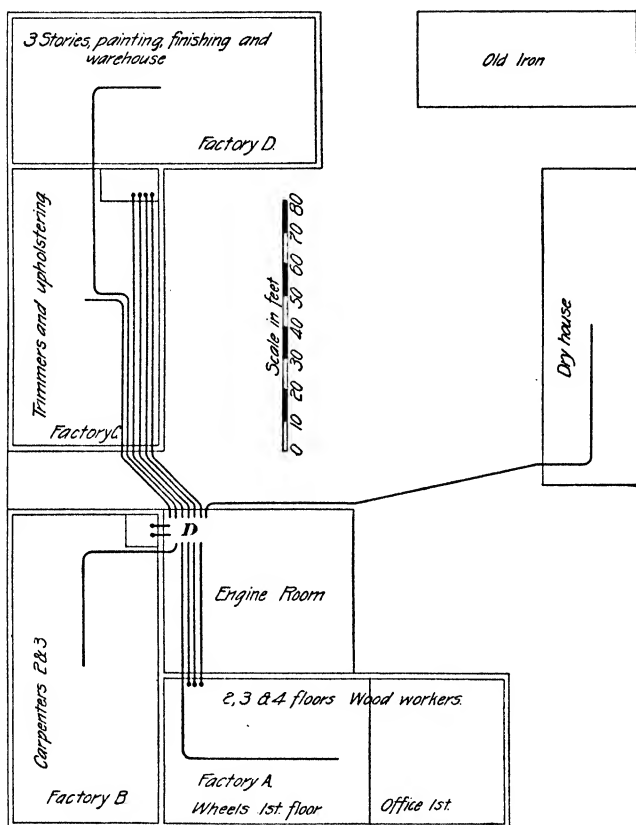 3 Stories, painting, finishing and
warehouse
Factory D.
Old Iron
Trimmers and upholstering
Factory C.
Scale in feet
0 10 20 30 40 50 60 70 80
Dry house
D
Engine Room
Carpenters 2 & 3
Factory B
2, 3 & 4 floors Wood workers.
Factory A.
Wheels 1st. floor
Office 1st.